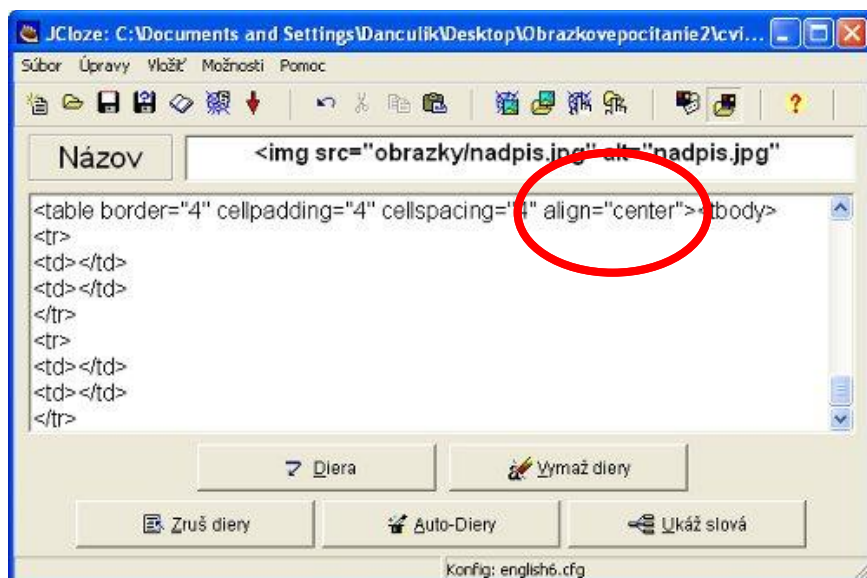 JCloze: C:\Documents and Settings\Danculik\Desktop\Obrazkovepocitanie2\cvi...
Súbor Úpravy Vložiť Možnosti Pomoc
Názov
<img src="obrazky/nadpis.jpg" alt="nadpis.jpg"
<table border="4" cellpadding="4" cellspacing="4" align="center"><tbody>
<tr>
<td></td>
<td></td>
</tr>
<tr>
<td></td>
<td></td>
</tr>
Diera Vymaž diery
Zruš diery Auto-Diery Ukáž slová
Konfig: english6.cfg